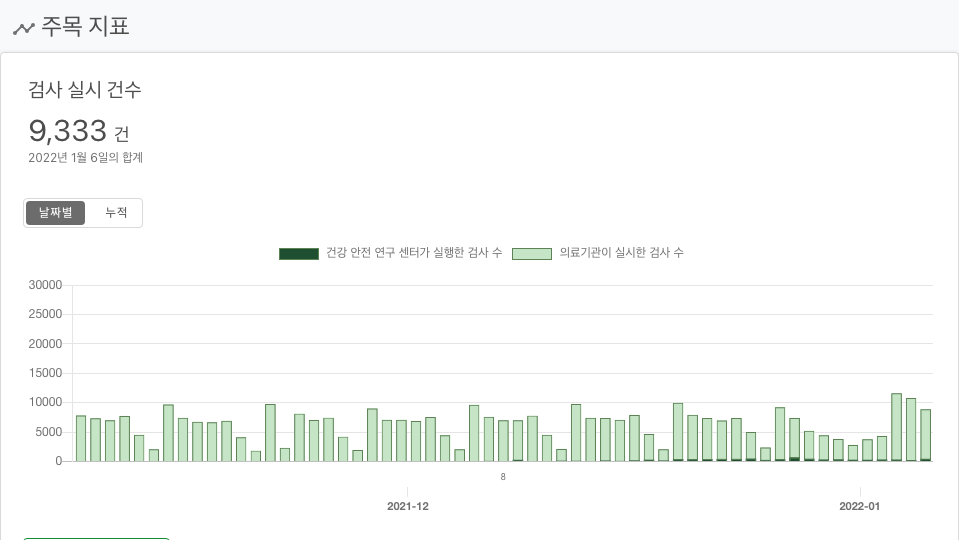 주목 지표
검사 실시 건수
9,333 건
2022년 1월 6일의 합계
날짜별 누적
건강 안전 연구 센터가 실행한 검사 수 의료기관이 실시한 검사 수
30000
25000
20000
15000
10000
5000
0
8
2021-12 2022-01